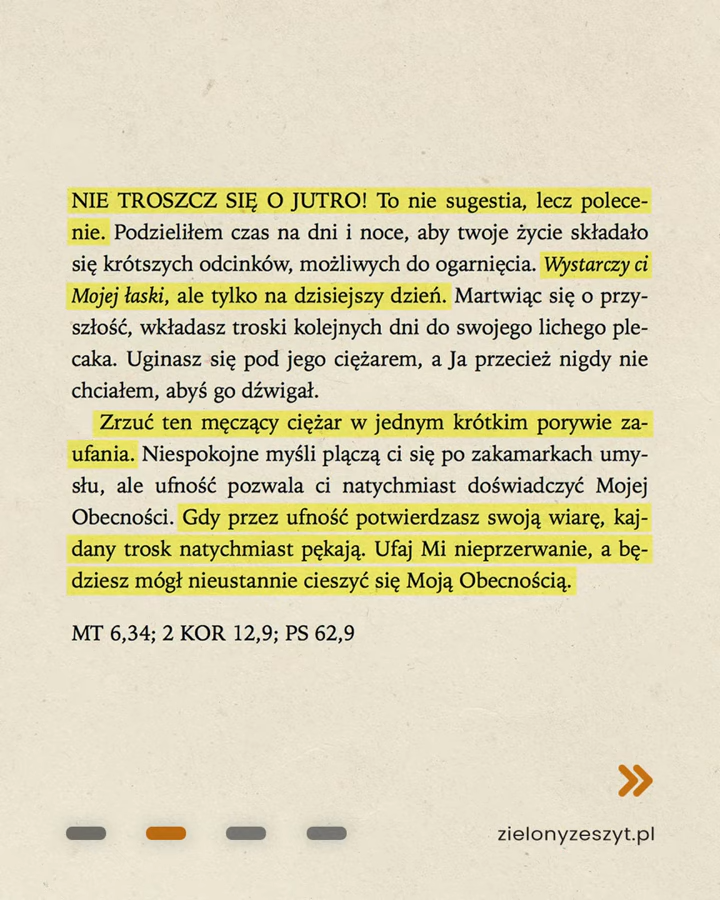 NIE TROSZCZ SIĘ O JUTRO! To nie sugestia, lecz polece-
nie. Podzieliłem czas na dni i noce, aby twoje życie składało
się krótszych odcinków, możliwych do ogarnięcia. Wystarczy ci
Mojej łaski, ale tylko na dzisiejszy dzień. Martwiąc się o przy-
szłość, wkładasz troski kolejnych dni do swojego lichego ple-
caka. Uginasz się pod jego ciężarem, a Ja przecież nigdy nie
chciałem, abyś go dźwigał.
Zrzuć ten męczący ciężar w jednym krótkim porywie za-
ufania. Niespokojne myśli plączą ci się po zakamarkach umy-
słu, ale ufność pozwala ci natychmiast doświadczyć Mojej
Obecności. Gdy przez ufność potwierdzasz swoją wiarę, kaj-
dany trosk natychmiast pękają. Ufaj Mi nieprzerwanie, a bę-
dziesz mógł nieustannie cieszyć się Moją Obecnością.
MT 6,34; 2 KOR 12,9; PS 62,9
zielonyzeszyt.pl